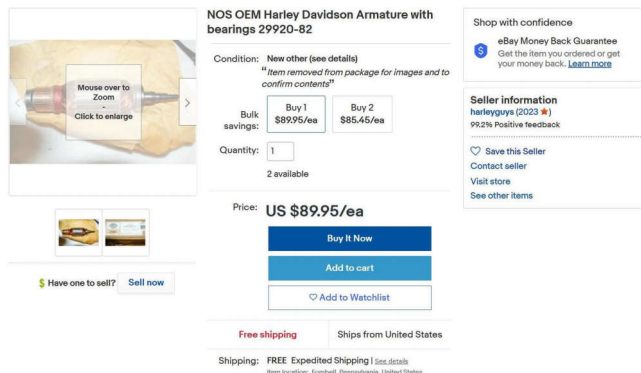 NOS OEM Harley Davidson Armature with
bearings 29920-82
Mouse over to
Zoom
-
Click to enlarge
Condition: New other (see details)
“Item removed from package for images and to
confirm contents”
Bulk
savings:
Buy 1
$89.95/ea
Buy 2
$85.45/ea
Quantity: 1
2 available
Price: US $89.95/ea
Buy It Now
Add to cart
Add to Watchlist
Have one to sell? Sell now
Free shipping
Ships from United States
Shipping: FREE Expedited Shipping | See details
Item location: Fombell, Pennsylvania, United States
Shop with confidence
eBay Money Back Guarantee
Get the item you ordered or get
your money back. Learn more
Seller information
harleyguys (2023 ★)
99.2% Positive feedback
Save this Seller
Contact seller
Visit store
See other items